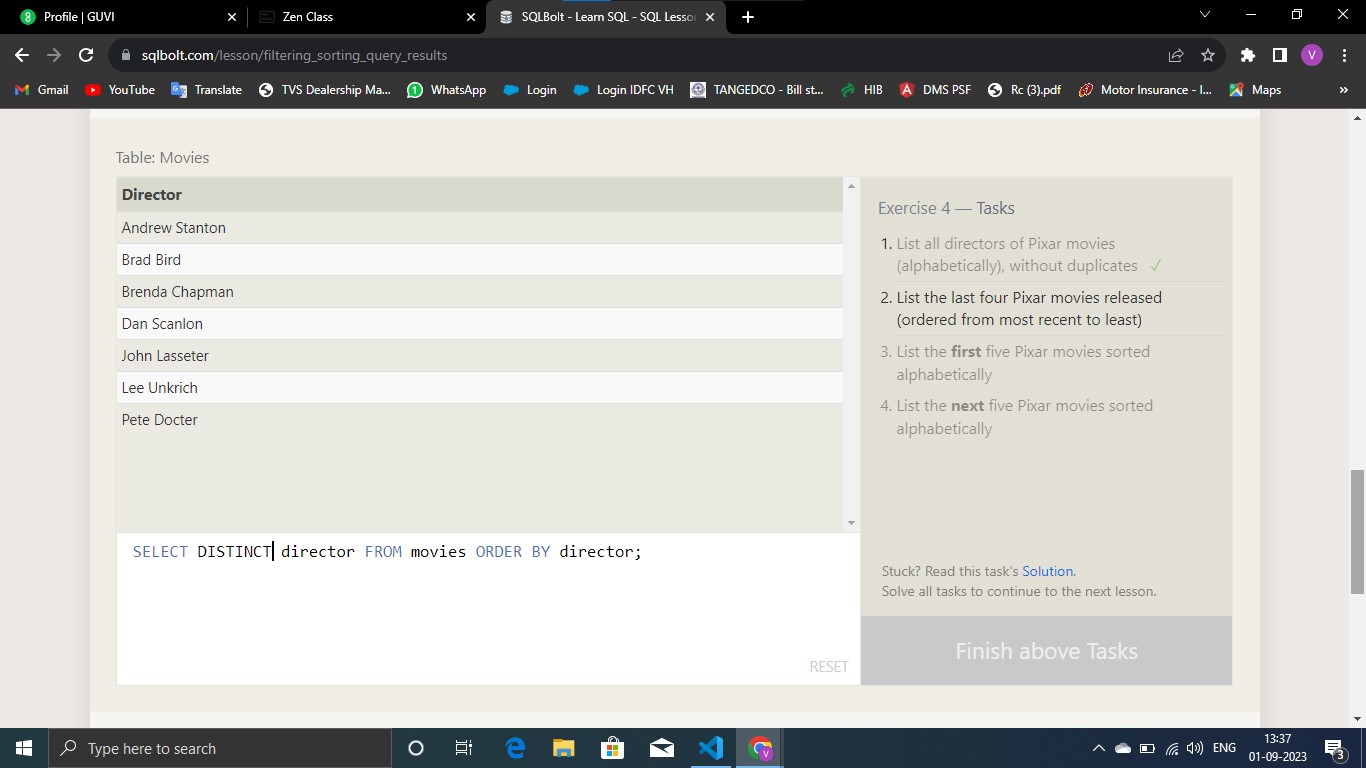 Profile | GUVI
Zen Class
SQLBolt - Learn SQL - SQL Lesso
sqlbolt.com/lesson/filtering_sorting_query_results
V
Gmail YouTube Translate TVS Dealership Ma... WhatsApp Login Login IDFC VH TANGEDCO - Bill st... HIB DMS PSF Rc (3).pdf Motor Insurance - I... Maps »
Table: Movies
Director
Andrew Stanton
Brad Bird
Brenda Chapman
Dan Scanlon
John Lasseter
Lee Unkrich
Pete Docter
SELECT DISTINCT director FROM movies ORDER BY director;
RESET
Exercise 4 — Tasks
1. List all directors of Pixar movies
(alphabetically), without duplicates ✓
2. List the last four Pixar movies released
(ordered from most recent to least)
3. List the first five Pixar movies sorted
alphabetically
4. List the next five Pixar movies sorted
alphabetically
Stuck? Read this task's Solution.
Solve all tasks to continue to the next lesson.
Finish above Tasks
Type here to search
V
ENG
13:37
01-09-2023
3